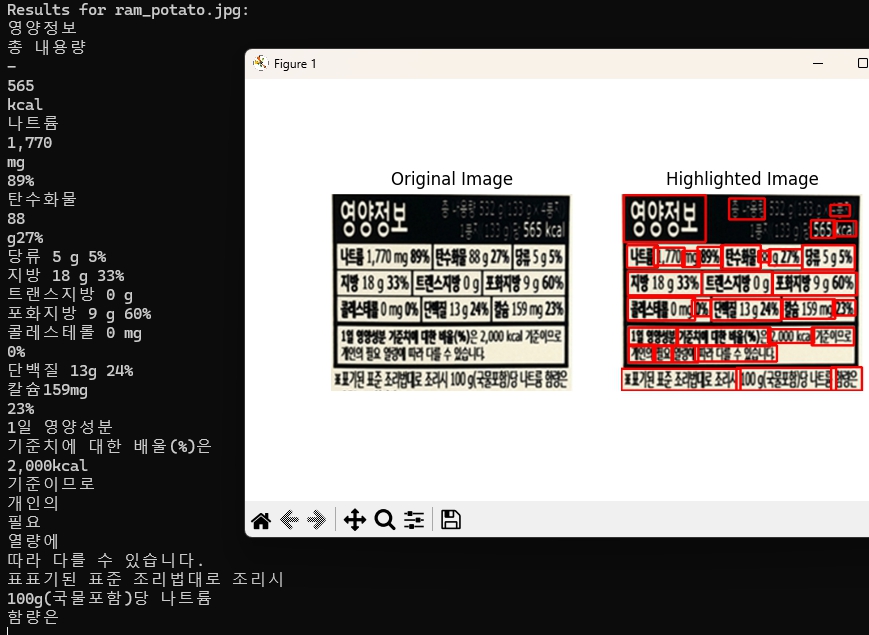 Results for ram_potato.jpg:
영양정보
총 내용량
-
565
kcal
나트륨
1,770
mg
89%
탄수화물
88
g27%
당류 5 g 5%
지방 18 g 33%
트랜스지방 0 g
포화지방 9 g 60%
콜레스테롤 0 mg
0%
단백질 13g 24%
칼슘159mg
23%
1일 영양성분
기준치에 대한 배울(%)은
2,000kcal
기준이므로
개인의
필요
열량에
따라 다를 수 있습니다.
표표기된 표준 조리법대로 조리시
100g(국물포함)당 나트륨
함량은
Figure 1
Original Image
영양정보
565 kcal
나트륨 1,770 mg 89% 탄수화물 88 g 27% 당류 5 g 5%
지방 18 g 33% 트랜스지방 0 g 포화지방 9 g 60%
콜레스테롤 0 mg 0% 단백질 13 g 24% 칼슘 159 mg 23%
1일 영양성분 기준치에 대한 비율(%)은 2,000 kcal 기준이므로
개인의 필요 열량에 따라 다를 수 있습니다.
※표기된 표준 조리법대로 조리시 100 g(국물포함)당 나트륨 함량은
Highlighted Image
영양정보
565 kcal
나트륨 1,770 mg 89% 탄수화물 88 g 27% 당류 5 g 5%
지방 18 g 33% 트랜스지방 0 g 포화지방 9 g 60%
콜레스테롤 0 mg 0% 단백질 13 g 24% 칼슘 159 mg 23%
1일 영양성분 기준치에 대한 비율(%)은 2,000 kcal 기준이므로
개인의 필요 열량에 따라 다를 수 있습니다.
※표기된 표준 조리법대로 조리시 100 g(국물포함)당 나트륨 함량은